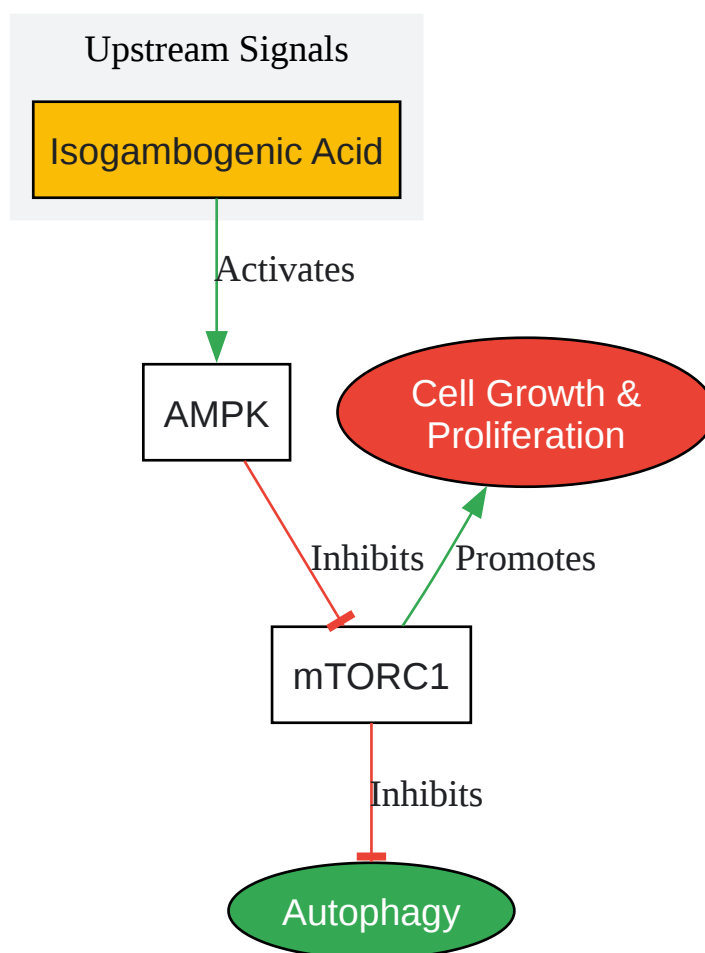 Upstream Signals
Isogambogenic Acid
Activates
AMPK
Cell Growth &
Proliferation
Inhibits
Promotes
mTORC1
Inhibits
Autophagy